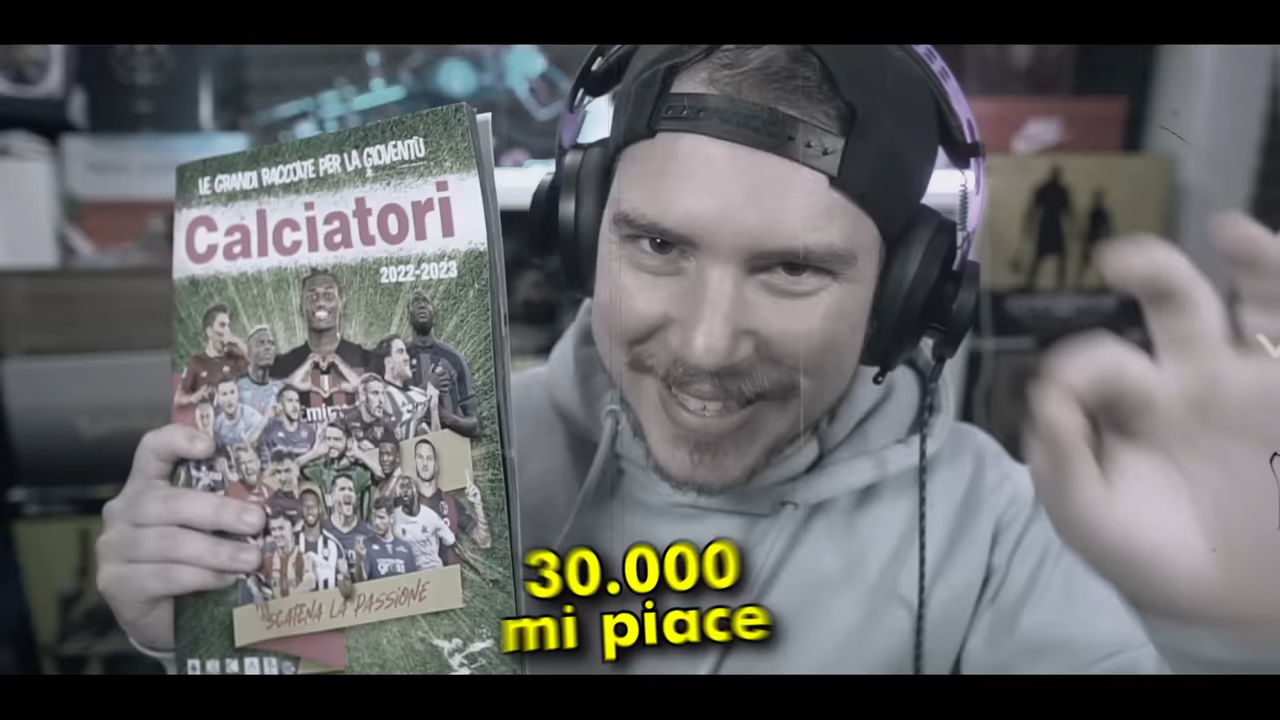 LE GRANDI RACCOLTE PER LA GIOVENTÙ
Calciatori
2022-2023
SCATENA LA PASSIONE
30.000
mi piace